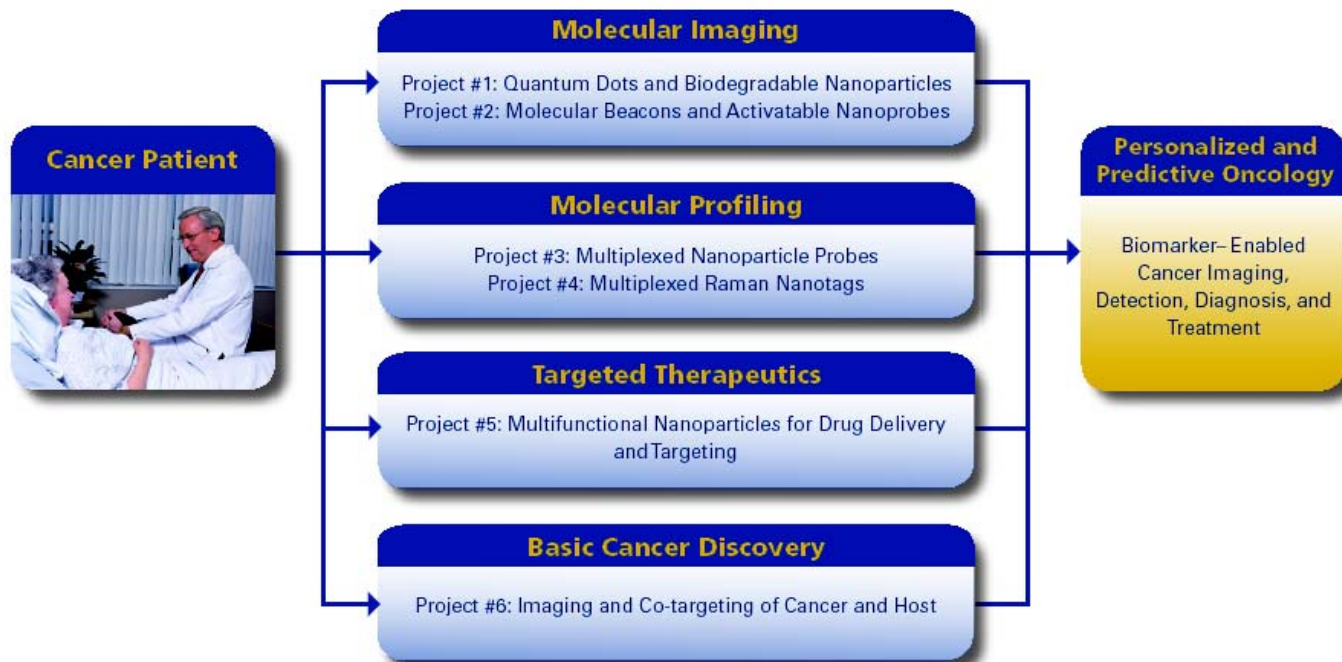 Cancer Patient
Molecular Imaging
Project #1: Quantum Dots and Biodegradable Nanoparticles
Project #2: Molecular Beacons and Activatable Nanoprobes
Molecular Profiling
Project #3: Multiplexed Nanoparticle Probes
Project #4: Multiplexed Raman Nanotags
Targeted Therapeutics
Project #5: Multifunctional Nanoparticles for Drug Delivery
and Targeting
Basic Cancer Discovery
Project #6: Imaging and Co-targeting of Cancer and Host
Personalized and
Predictive Oncology
Biomarker–Enabled
Cancer Imaging,
Detection, Diagnosis, and
Treatment